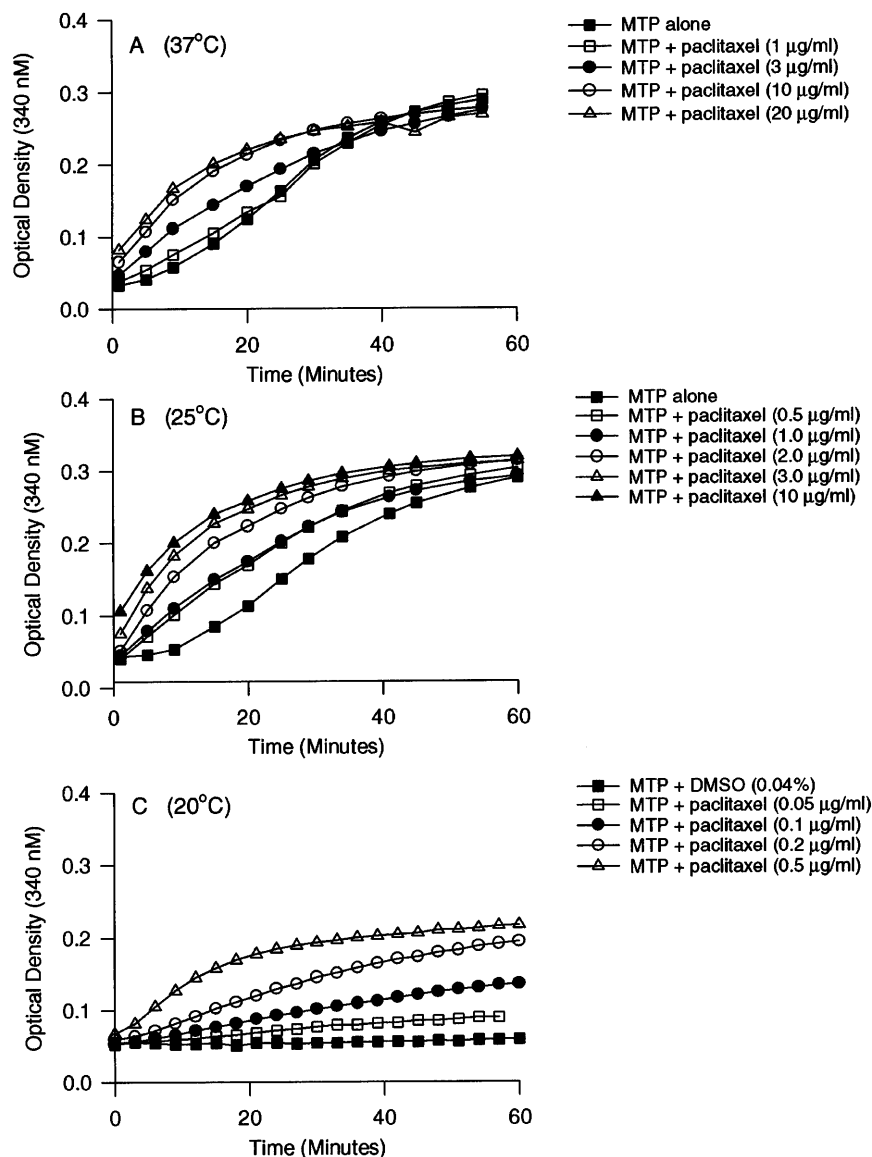 A (37°C)
0.4
0.3
0.2
0.1
0.0
Optical Density (340 nM)
0
20
40
60
Time (Minutes)
MTP alone
MTP + paclitaxel (1 µg/ml)
MTP + paclitaxel (3 µg/ml)
MTP + paclitaxel (10 µg/ml)
MTP + paclitaxel (20 µg/ml)
B (25°C)
0.4
0.3
0.2
0.1
0.0
Optical Density (340 nM)
0
20
40
60
Time (Minutes)
MTP alone
MTP + paclitaxel (0.5 µg/ml)
MTP + paclitaxel (1.0 µg/ml)
MTP + paclitaxel (2.0 µg/ml)
MTP + paclitaxel (3.0 µg/ml)
MTP + paclitaxel (10 µg/ml)
C (20°C)
0.4
0.3
0.2
0.1
0.0
Optical Density (340 nM)
0
20
40
60
Time (Minutes)
MTP + DMSO (0.04%)
MTP + paclitaxel (0.05 µg/ml)
MTP + paclitaxel (0.1 µg/ml)
MTP + paclitaxel (0.2 µg/ml)
MTP + paclitaxel (0.5 µg/ml)